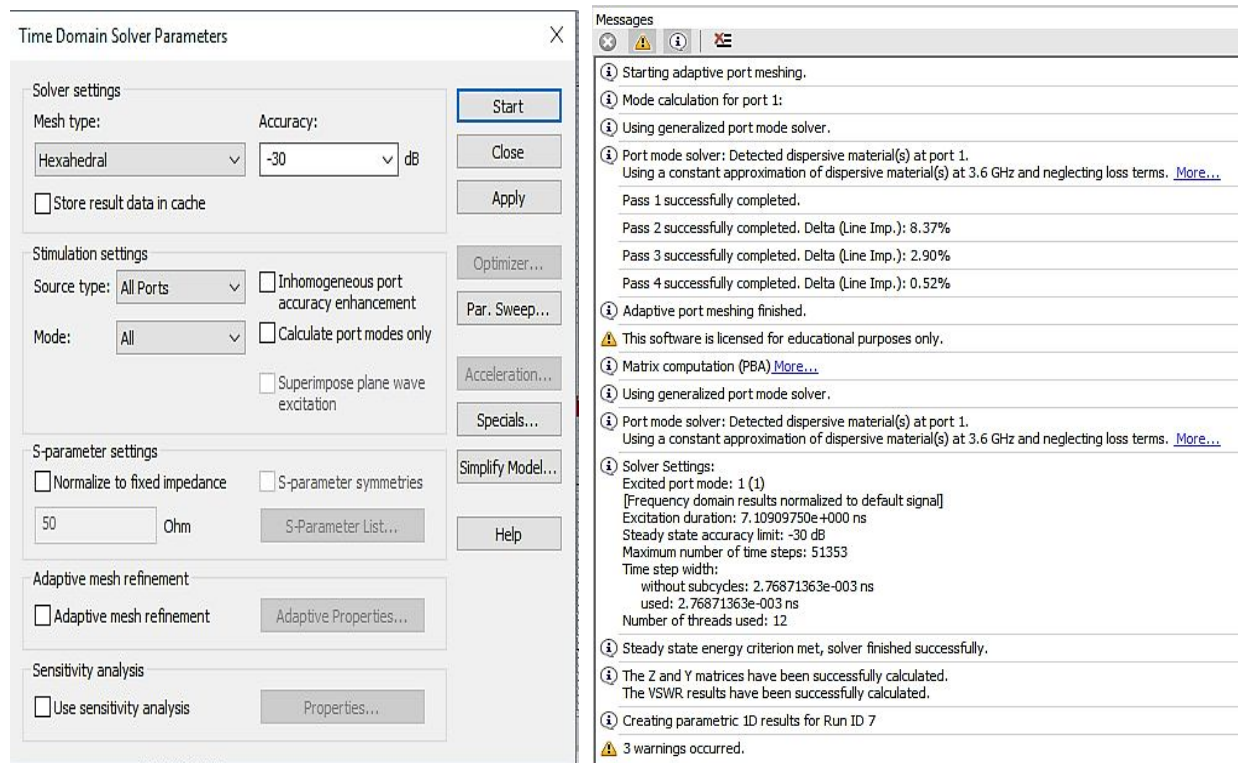 Time Domain Solver Parameters
Solver settings
Mesh type:
Accuracy:
Hexahedral
-30
dB
Store result data in cache
Stimulation settings
Source type:
All Ports
Inhomogeneous port
accuracy enhancement
Mode:
All
Calculate port modes only
Superimpose plane wave
excitation
S-parameter settings
Normalize to fixed impedance
S-parameter symmetries
50
Ohm
S-Parameter List...
Adaptive mesh refinement
Adaptive mesh refinement
Adaptive Properties...
Sensitivity analysis
Use sensitivity analysis
Properties...
Start
Close
Apply
Optimizer...
Par. Sweep...
Acceleration...
Specials...
Simplify Model...
Help
Messages
Starting adaptive port meshing.
Mode calculation for port 1:
Using generalized port mode solver.
Port mode solver: Detected dispersive material(s) at port 1.
Using a constant approximation of dispersive material(s) at 3.6 GHz and neglecting loss terms. More...
Pass 1 successfully completed.
Pass 2 successfully completed. Delta (Line Imp.): 8.37%
Pass 3 successfully completed. Delta (Line Imp.): 2.90%
Pass 4 successfully completed. Delta (Line Imp.): 0.52%
Adaptive port meshing finished.
This software is licensed for educational purposes only.
Matrix computation (PBA) More...
Using generalized port mode solver.
Port mode solver: Detected dispersive material(s) at port 1.
Using a constant approximation of dispersive material(s) at 3.6 GHz and neglecting loss terms. More...
Solver Settings:
Excited port mode: 1 (1)
[Frequency domain results normalized to default signal]
Excitation duration: 7.10909750e+000 ns
Steady state accuracy limit: -30 dB
Maximum number of time steps: 51353
Time step width:
without subcycles: 2.76871363e-003 ns
used: 2.76871363e-003 ns
Number of threads used: 12
Steady state energy criterion met, solver finished successfully.
The Z and Y matrices have been successfully calculated.
The VSWR results have been successfully calculated.
Creating parametric 1D results for Run ID 7
3 warnings occurred.